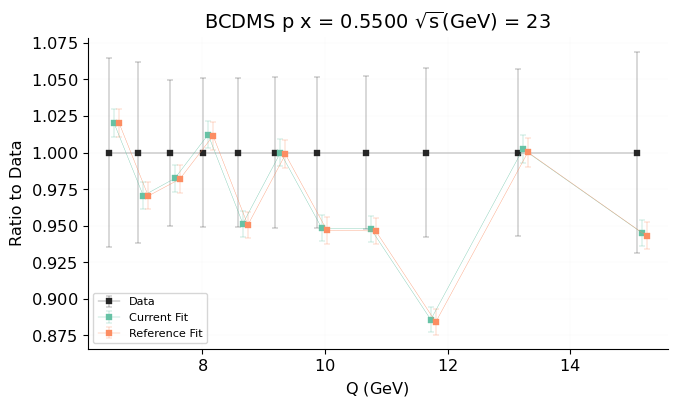 BCDMS p x = 0.5500 √s(GeV) = 23
Ratio to Data
1.075
1.050
1.025
1.000
0.975
0.950
0.925
0.900
0.875
Data
Current Fit
Reference Fit
8
10
12
14
Q (GeV)